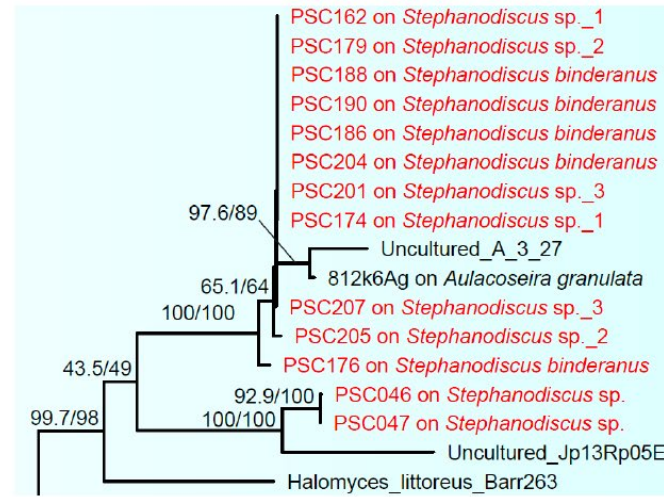 PSC162 on Stephanodiscus sp._1
PSC179 on Stephanodiscus sp._2
PSC188 on Stephanodiscus binderanus
PSC190 on Stephanodiscus binderanus
PSC186 on Stephanodiscus binderanus
PSC204 on Stephanodiscus binderanus
PSC201 on Stephanodiscus sp._3
97.6/89
PSC174 on Stephanodiscus sp._1
Uncultured_A_3_27
65.1/64
812k6Ag on Aulacoseira granulata
100/100
PSC207 on Stephanodiscus sp._3
PSC205 on Stephanodiscus sp._2
43.5/49
PSC176 on Stephanodiscus binderanus
92.9/100
PSC046 on Stephanodiscus sp.
99.7/98
100/100
PSC047 on Stephanodiscus sp.
Uncultured_Jp13Rp05E
Halomyces_littoreus_Barr263